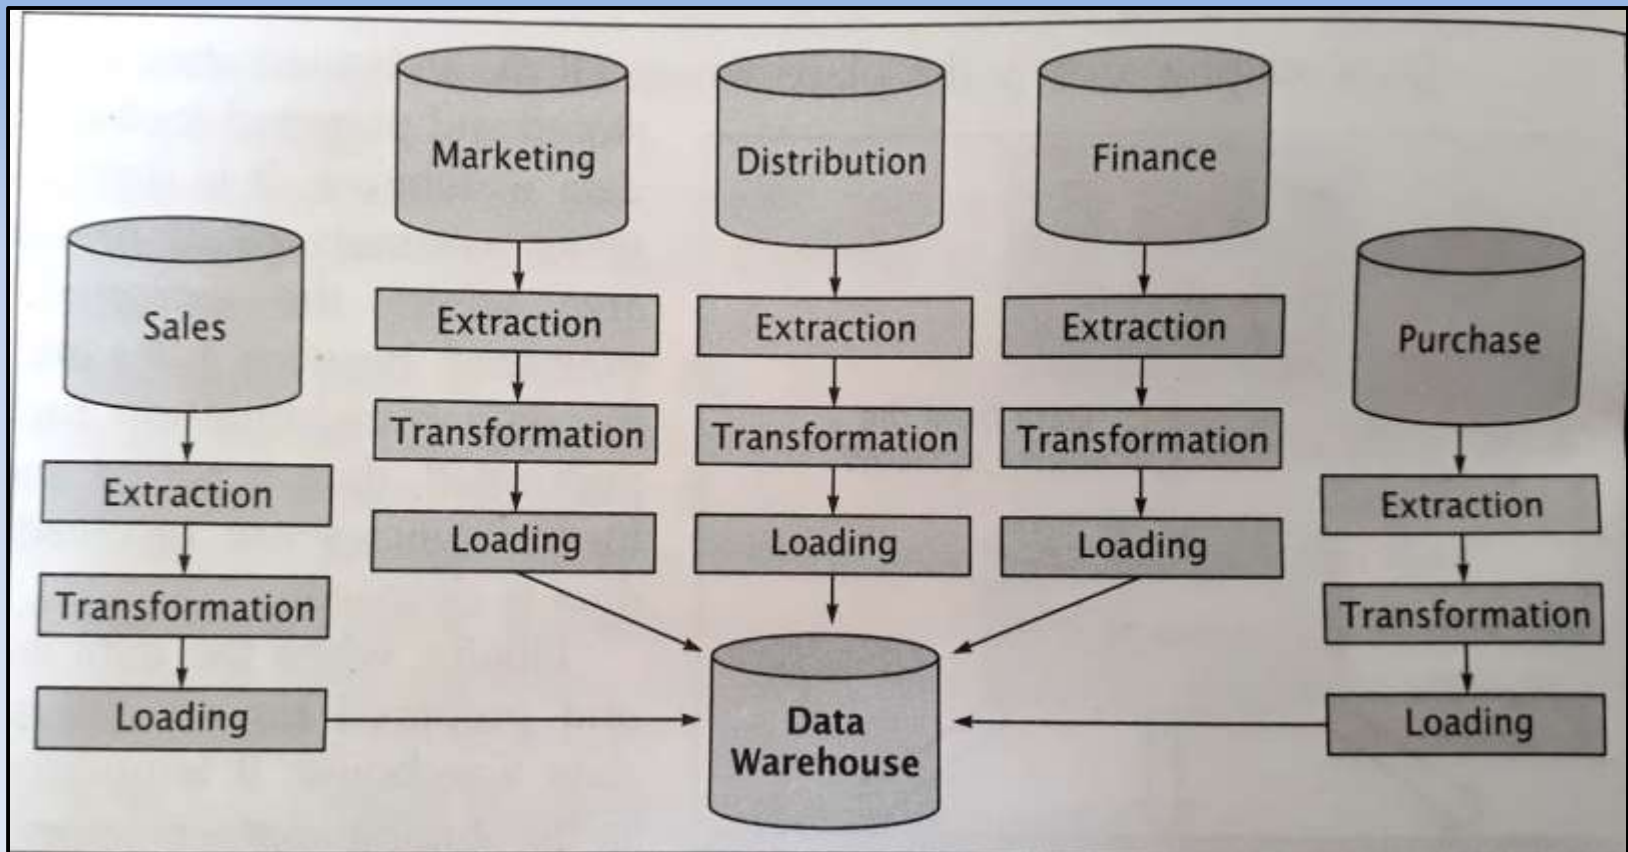 Marketing
Distribution
Finance
Sales
Purchase
Extraction
Extraction
Extraction
Transformation
Transformation
Transformation
Extraction
Extraction
Loading
Loading
Loading
Transformation
Transformation
Loading
Data
Warehouse
Loading